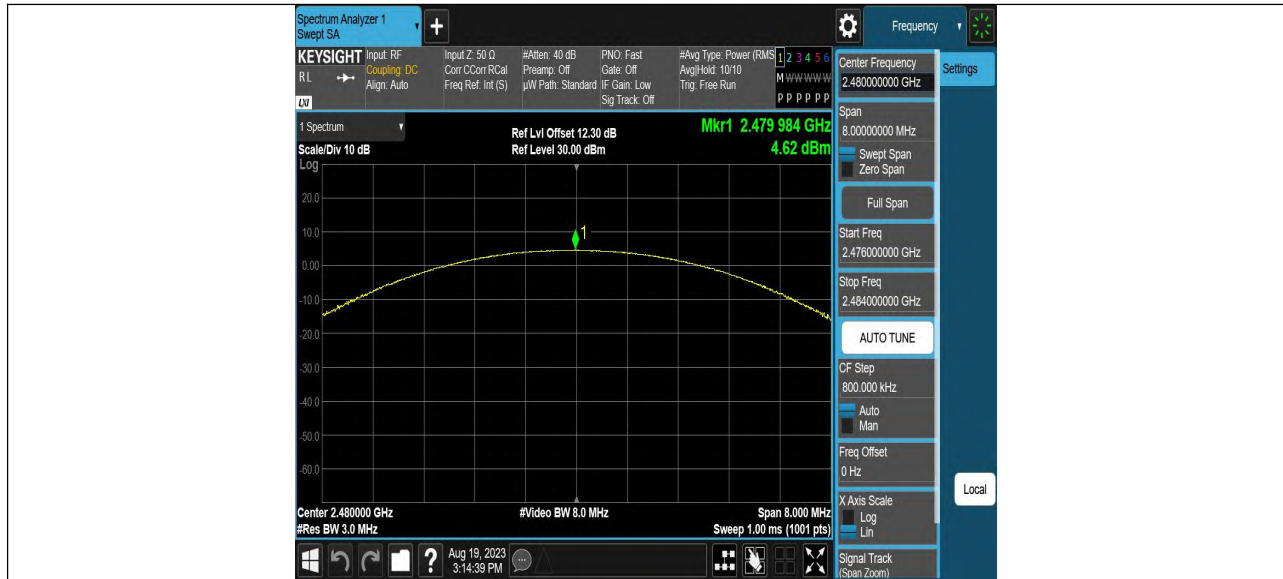 Spectrum Analyzer 1
Swept SA
+
Frequency
KEYSIGHT
RL
LXI
Input: RF
Coupling: DC
Align: Auto
Input Z: 50 Ω
Corr CCorr RCal
Freq Ref: Int (S)
#Atten: 40 dB
Preamp: Off
µW Path: Standard
PNO: Fast
Gate: Off
IF Gain: Low
Sig Track: Off
#Avg Type: Power (RMS
Avg|Hold: 10/10
Trig: Free Run
1 2 3 4 5 6
M W W W W W
P P P P P P
Center Frequency
2.480000000 GHz
Settings
1 Spectrum
Ref Lvl Offset 12.30 dB
Mkr1 2.479 984 GHz
Scale/Div 10 dB
Ref Level 30.00 dBm
4.62 dBm
Log
20.0
10.0
0.00
-10.0
-20.0
-30.0
-40.0
-50.0
-60.0
1
Center 2.480000 GHz
#Video BW 8.0 MHz
Span 8.000 MHz
#Res BW 3.0 MHz
Sweep 1.00 ms (1001 pts)
Span
8.00000000 MHz
Swept Span
Zero Span
Full Span
Start Freq
2.476000000 GHz
Stop Freq
2.484000000 GHz
AUTO TUNE
CF Step
800.000 kHz
Auto
Man
Freq Offset
0 Hz
X Axis Scale
Log
Lin
Signal Track
(Span Zoom)
Local
?
Aug 19, 2023
3:14:39 PM